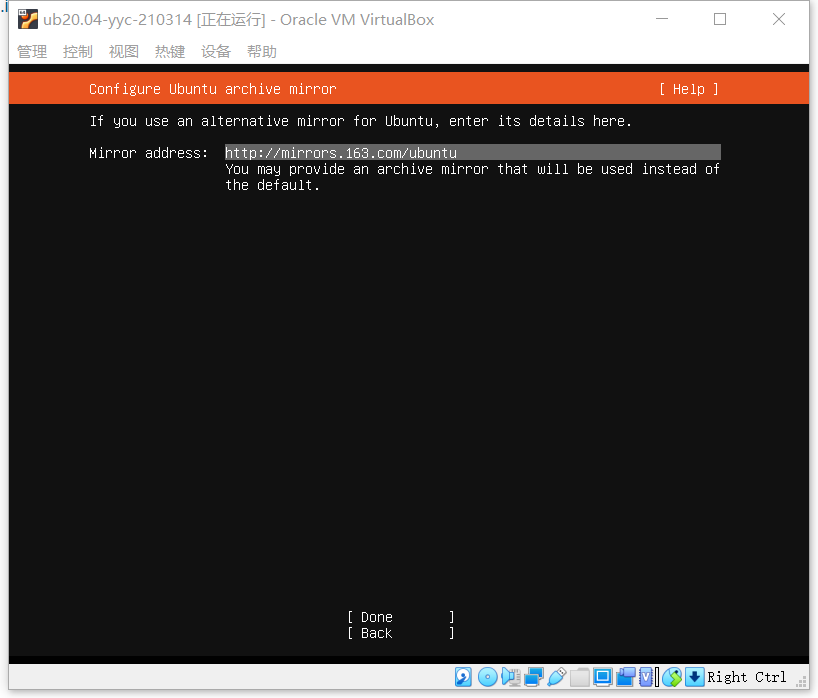 ub20.04-yyc-210314 [正在运行] - Oracle VM VirtualBox
管理 控制 视图 热键 设备 帮助
Configure Ubuntu archive mirror [ Help ]
If you use an alternative mirror for Ubuntu, enter its details here.
Mirror address: http://mirrors.163.com/ubuntu
You may provide an archive mirror that will be used instead of
the default.
[ Done ]
[ Back ]
Right Ctrl